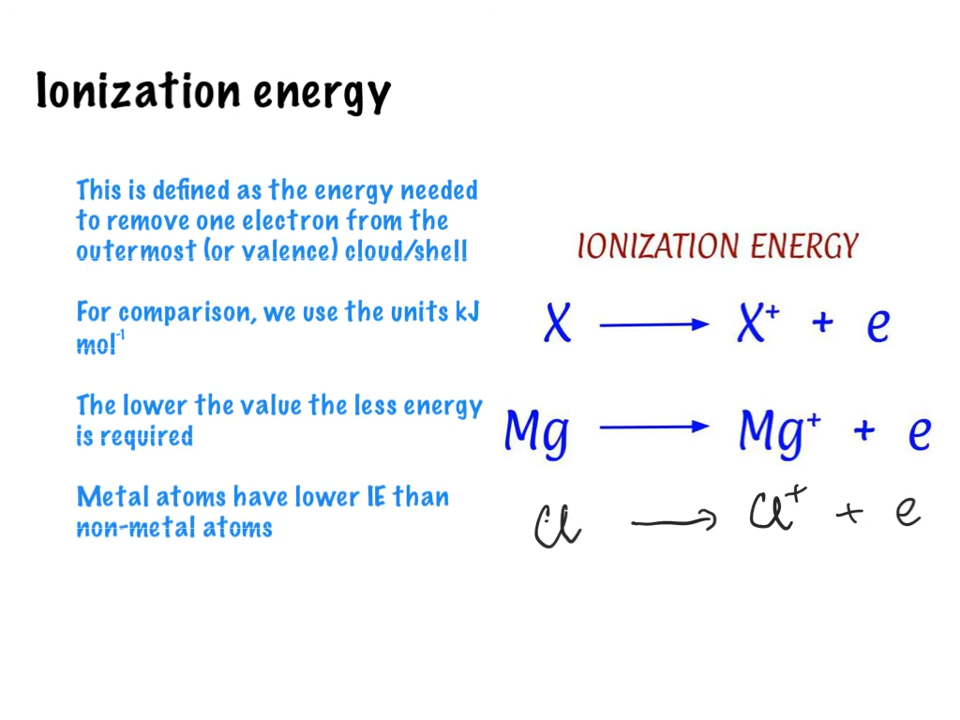 Ionization energy
This is defined as the energy needed
to remove one electron from the
outermost (or valence) cloud/shell
For comparison, we use the units kJ
mol⁻¹
The lower the value the less energy
is required
Metal atoms have lower IE than
non-metal atoms
IONIZATION ENERGY
X → X⁺ + e
Mg → Mg⁺ + e
Cl → Cl⁺ + e